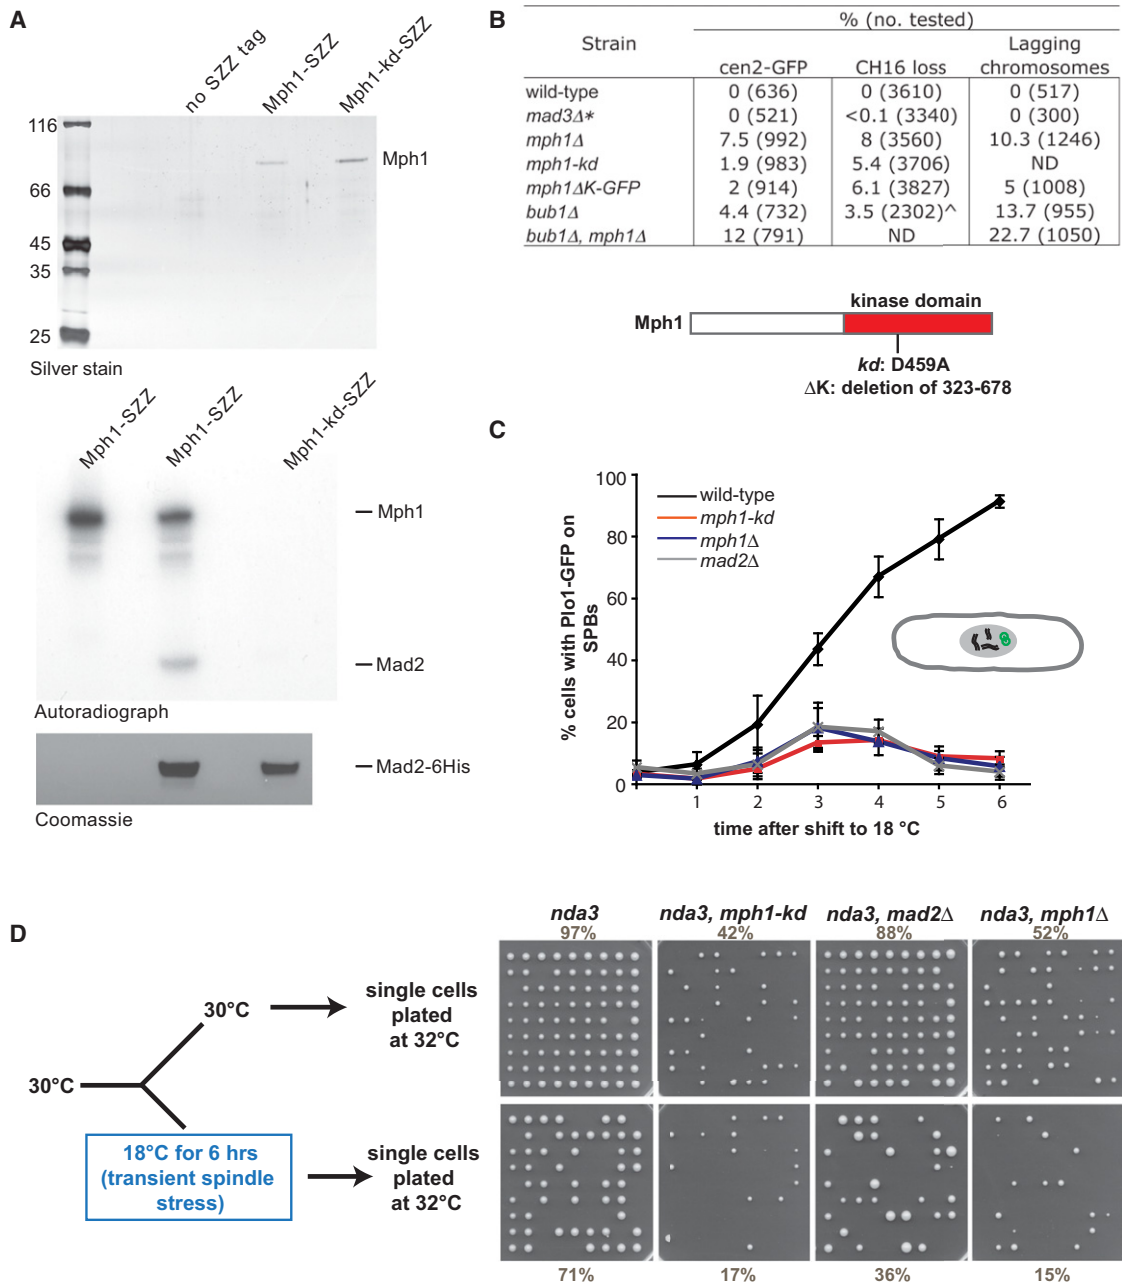 A
no SZZ tag
Mph1-SZZ
Mph1-kd-SZZ
116
66
45
35
25
Mph1
Silver stain
Mph1-SZZ
Mph1-SZZ
Mph1-kd-SZZ
Mph1
Mad2
Autoradiograph
Mad2-6His
Coomassie
B
% (no. tested)
Strain cen2-GFP CH16 loss Lagging chromosomes
wild-type 0 (636) 0 (3610) 0 (517)
mad3Δ* 0 (521) <0.1 (3340) 0 (300)
mph1Δ 7.5 (992) 8 (3560) 10.3 (1246)
mph1-kd 1.9 (983) 5.4 (3706) ND
mph1ΔK-GFP 2 (914) 6.1 (3827) 5 (1008)
bub1Δ 4.4 (732) 3.5 (2302)^ 13.7 (955)
bub1Δ, mph1Δ 12 (791) ND 22.7 (1050)
kinase domain
Mph1
kd: D459A
ΔK: deletion of 323-678
C
% cells with Plo1-GFP on
SPBs
100
80
60
40
20
0
wild-type
mph1-kd
mph1Δ
mad2Δ
1 2 3 4 5 6
time after shift to 18 °C
D
30°C
30°C
single cells
plated
at 32°C
18°C for 6 hrs
(transient spindle
stress)
single cells
plated
at 32°C
nda3 nda3, mph1-kd nda3, mad2Δ nda3, mph1Δ
97% 42% 88% 52%
71% 17% 36% 15%